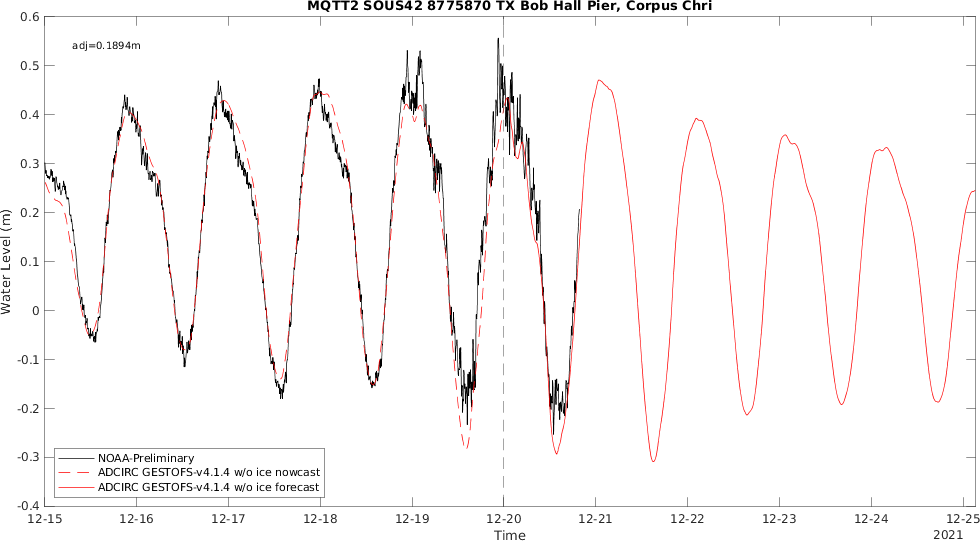 MQTT2 SOUS42 8775870 TX Bob Hall Pier, Corpus Chri
adj=0.1894m
0.6
0.5
0.4
0.3
0.2
0.1
0
-0.1
-0.2
-0.3
-0.4
Water Level (m)
NOAA-Preliminary
ADCIRC GESTOFS-v4.1.4 w/o ice nowcast
ADCIRC GESTOFS-v4.1.4 w/o ice forecast
12-15 12-16 12-17 12-18 12-19 12-20 12-21 12-22 12-23 12-24 12-25
Time
2021